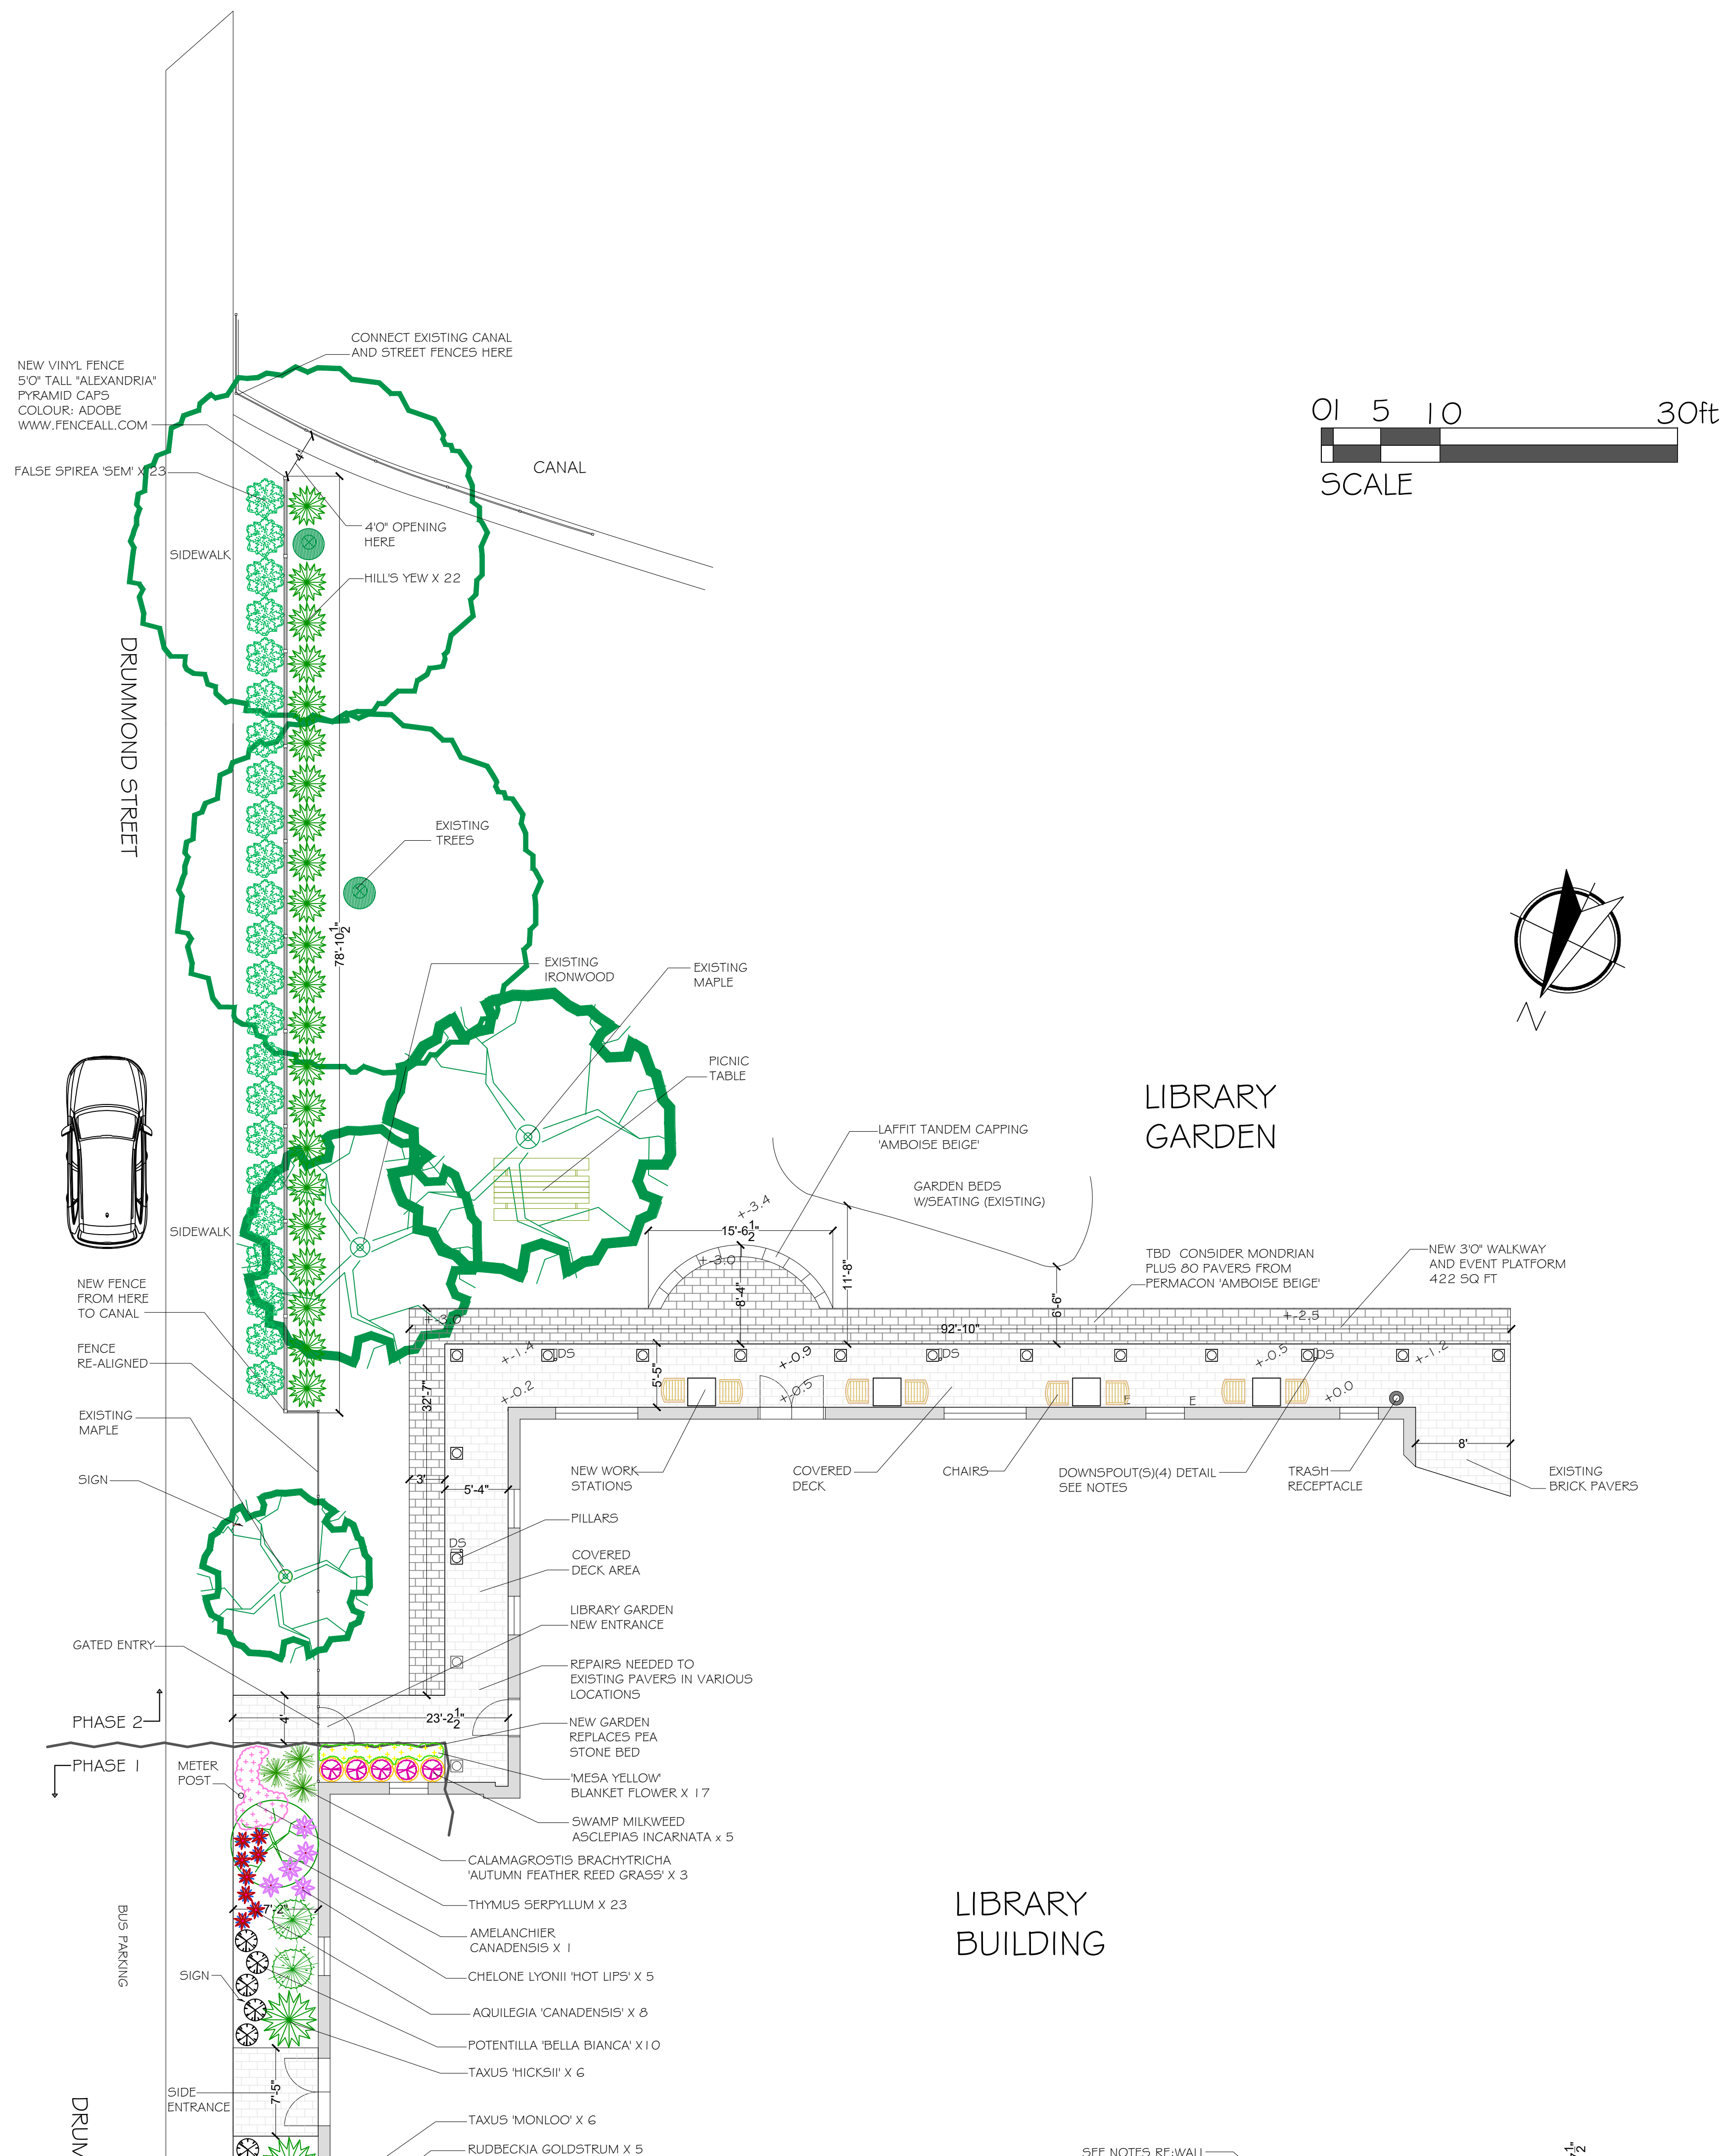 CONNECT EXISTING CANAL
AND STREET FENCES HERE
NEW VINYL FENCE
5'0" TALL "ALEXANDRIA"
PYRAMID CAPS
COLOUR: ADOBE
WWW.FENCEALL.COM
FALSE SPIREA 'SEM' X 23
4'
CANAL
01 5 10 30ft
SCALE
4'0" OPENING
HERE
SIDEWALK
HILL'S YEW X 22
DRUMMOND STREET
EXISTING
TREES
78'-10 1/2"
N
EXISTING
IRONWOOD
EXISTING
MAPLE
PICNIC
TABLE
LIBRARY
GARDEN
LAFFIT TANDEM CAPPING
'AMBOISE BEIGE'
GARDEN BEDS
W/SEATING (EXISTING)
+-3.4
15'-6 1/2"
+-3.0
8'-4"
11'-8"
6'-6"
TBD CONSIDER MONDRIAN
PLUS 80 PAVERS FROM
PERMACON 'AMBOISE BEIGE'
NEW 3'0" WALKWAY
AND EVENT PLATFORM
422 SQ FT
SIDEWALK
NEW FENCE
FROM HERE
TO CANAL
FENCE
RE-ALIGNED
+-3.0
92'-10"
+-2.5
+-1.4
DS
+-0.9
DS
+-0.5
DS
+-1.2
5'-5"
32'-7"
+-0.2
+-0.5
E
E
+0.0
EXISTING
MAPLE
SIGN
3'
5'-4"
8'
NEW WORK
STATIONS
COVERED
DECK
CHAIRS
DOWNSPOUT(S)(4) DETAIL
SEE NOTES
TRASH
RECEPTACLE
EXISTING
BRICK PAVERS
PILLARS
DS
COVERED
DECK AREA
LIBRARY GARDEN
NEW ENTRANCE
GATED ENTRY
REPAIRS NEEDED TO
EXISTING PAVERS IN VARIOUS
LOCATIONS
4'
23'-2 1/2"
PHASE 2
PHASE 1
NEW GARDEN
REPLACES PEA
STONE BED
METER
POST
'MESA YELLOW'
BLANKET FLOWER X 17
SWAMP MILKWEED
ASCLEPIAS INCARNATA x 5
CALAMAGROSTIS BRACHYTRICHA
'AUTUMN FEATHER REED GRASS' X 3
THYMUS SERPYLLUM X 23
7'-2"
AMELANCHIER
CANADENSIS X 1
LIBRARY
BUILDING
BUS PARKING
SIGN
CHELONE LYONII 'HOT LIPS' X 5
AQUILEGIA 'CANADENSIS' X 8
POTENTILLA 'BELLA BIANCA' X10
TAXUS 'HICKSII' X 6
SIDE
ENTRANCE
7'-5"
DRUM
TAXUS 'MONLOO' X 6
RUDBECKIA GOLDSTRUM X 5
SEE NOTES RE:WALL